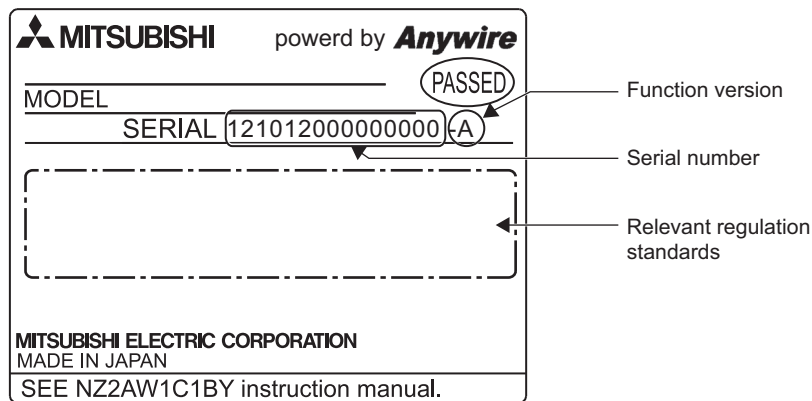 MITSUBISHI powerd by Anywire
PASSED
MODEL
SERIAL 121012000000000 -A
MITSUBISHI ELECTRIC CORPORATION
MADE IN JAPAN
SEE NZ2AW1C1BY instruction manual.
Function version
Serial number
Relevant regulation
standards